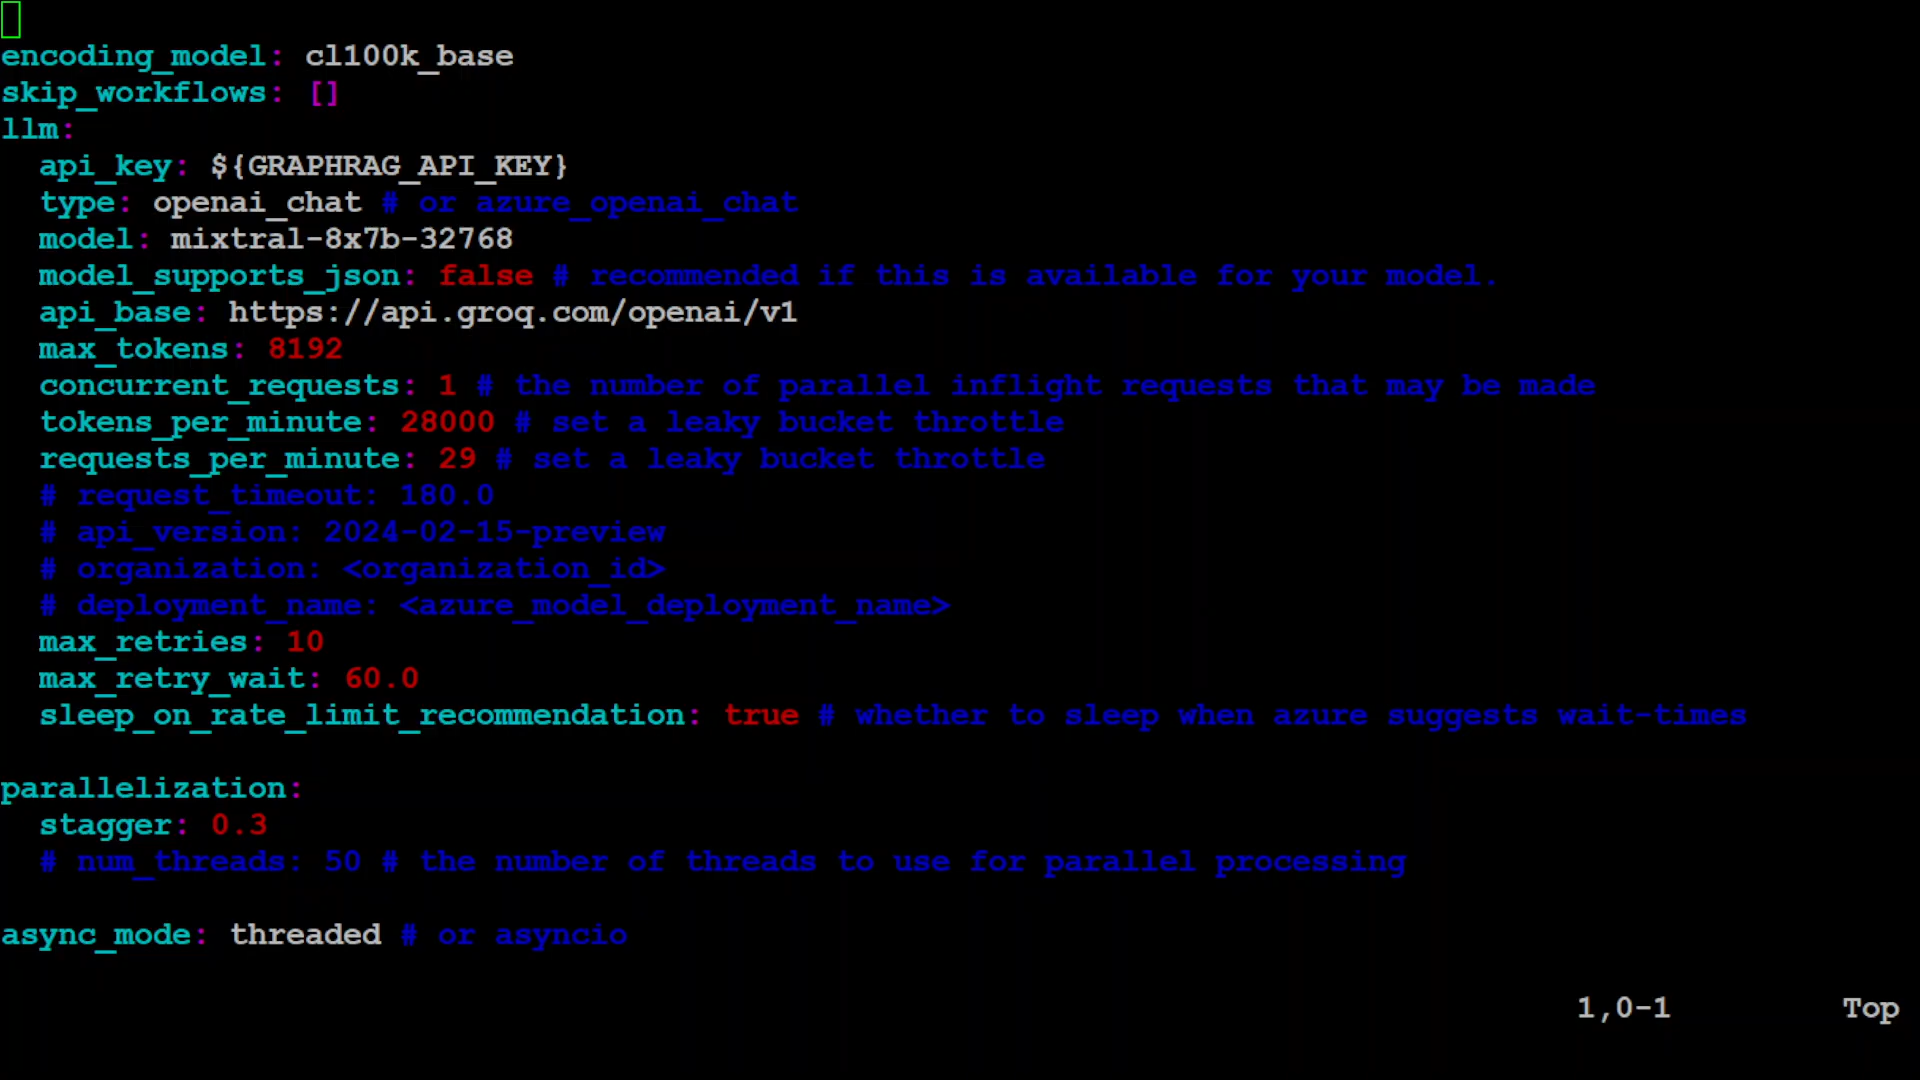 encoding_model: cl100k_base
skip_workflows: []
llm:
  api_key: ${GRAPHRAG_API_KEY}
  type: openai_chat # or azure_openai_chat
  model: mixtral-8x7b-32768
  model_supports_json: false # recommended if this is available for your model.
  api_base: https://api.groq.com/openai/v1
  max_tokens: 8192
  concurrent_requests: 1 # the number of parallel inflight requests that may be made
  tokens_per_minute: 28000 # set a leaky bucket throttle
  requests_per_minute: 29 # set a leaky bucket throttle
  # request_timeout: 180.0
  # api_version: 2024-02-15-preview
  # organization: <organization_id>
  # deployment_name: <azure_model_deployment_name>
  max_retries: 10
  max_retry_wait: 60.0
  sleep_on_rate_limit_recommendation: true # whether to sleep when azure suggests wait-times

parallelization:
  stagger: 0.3
  # num_threads: 50 # the number of threads to use for parallel processing

async_mode: threaded # or asyncio
1,0-1 Top